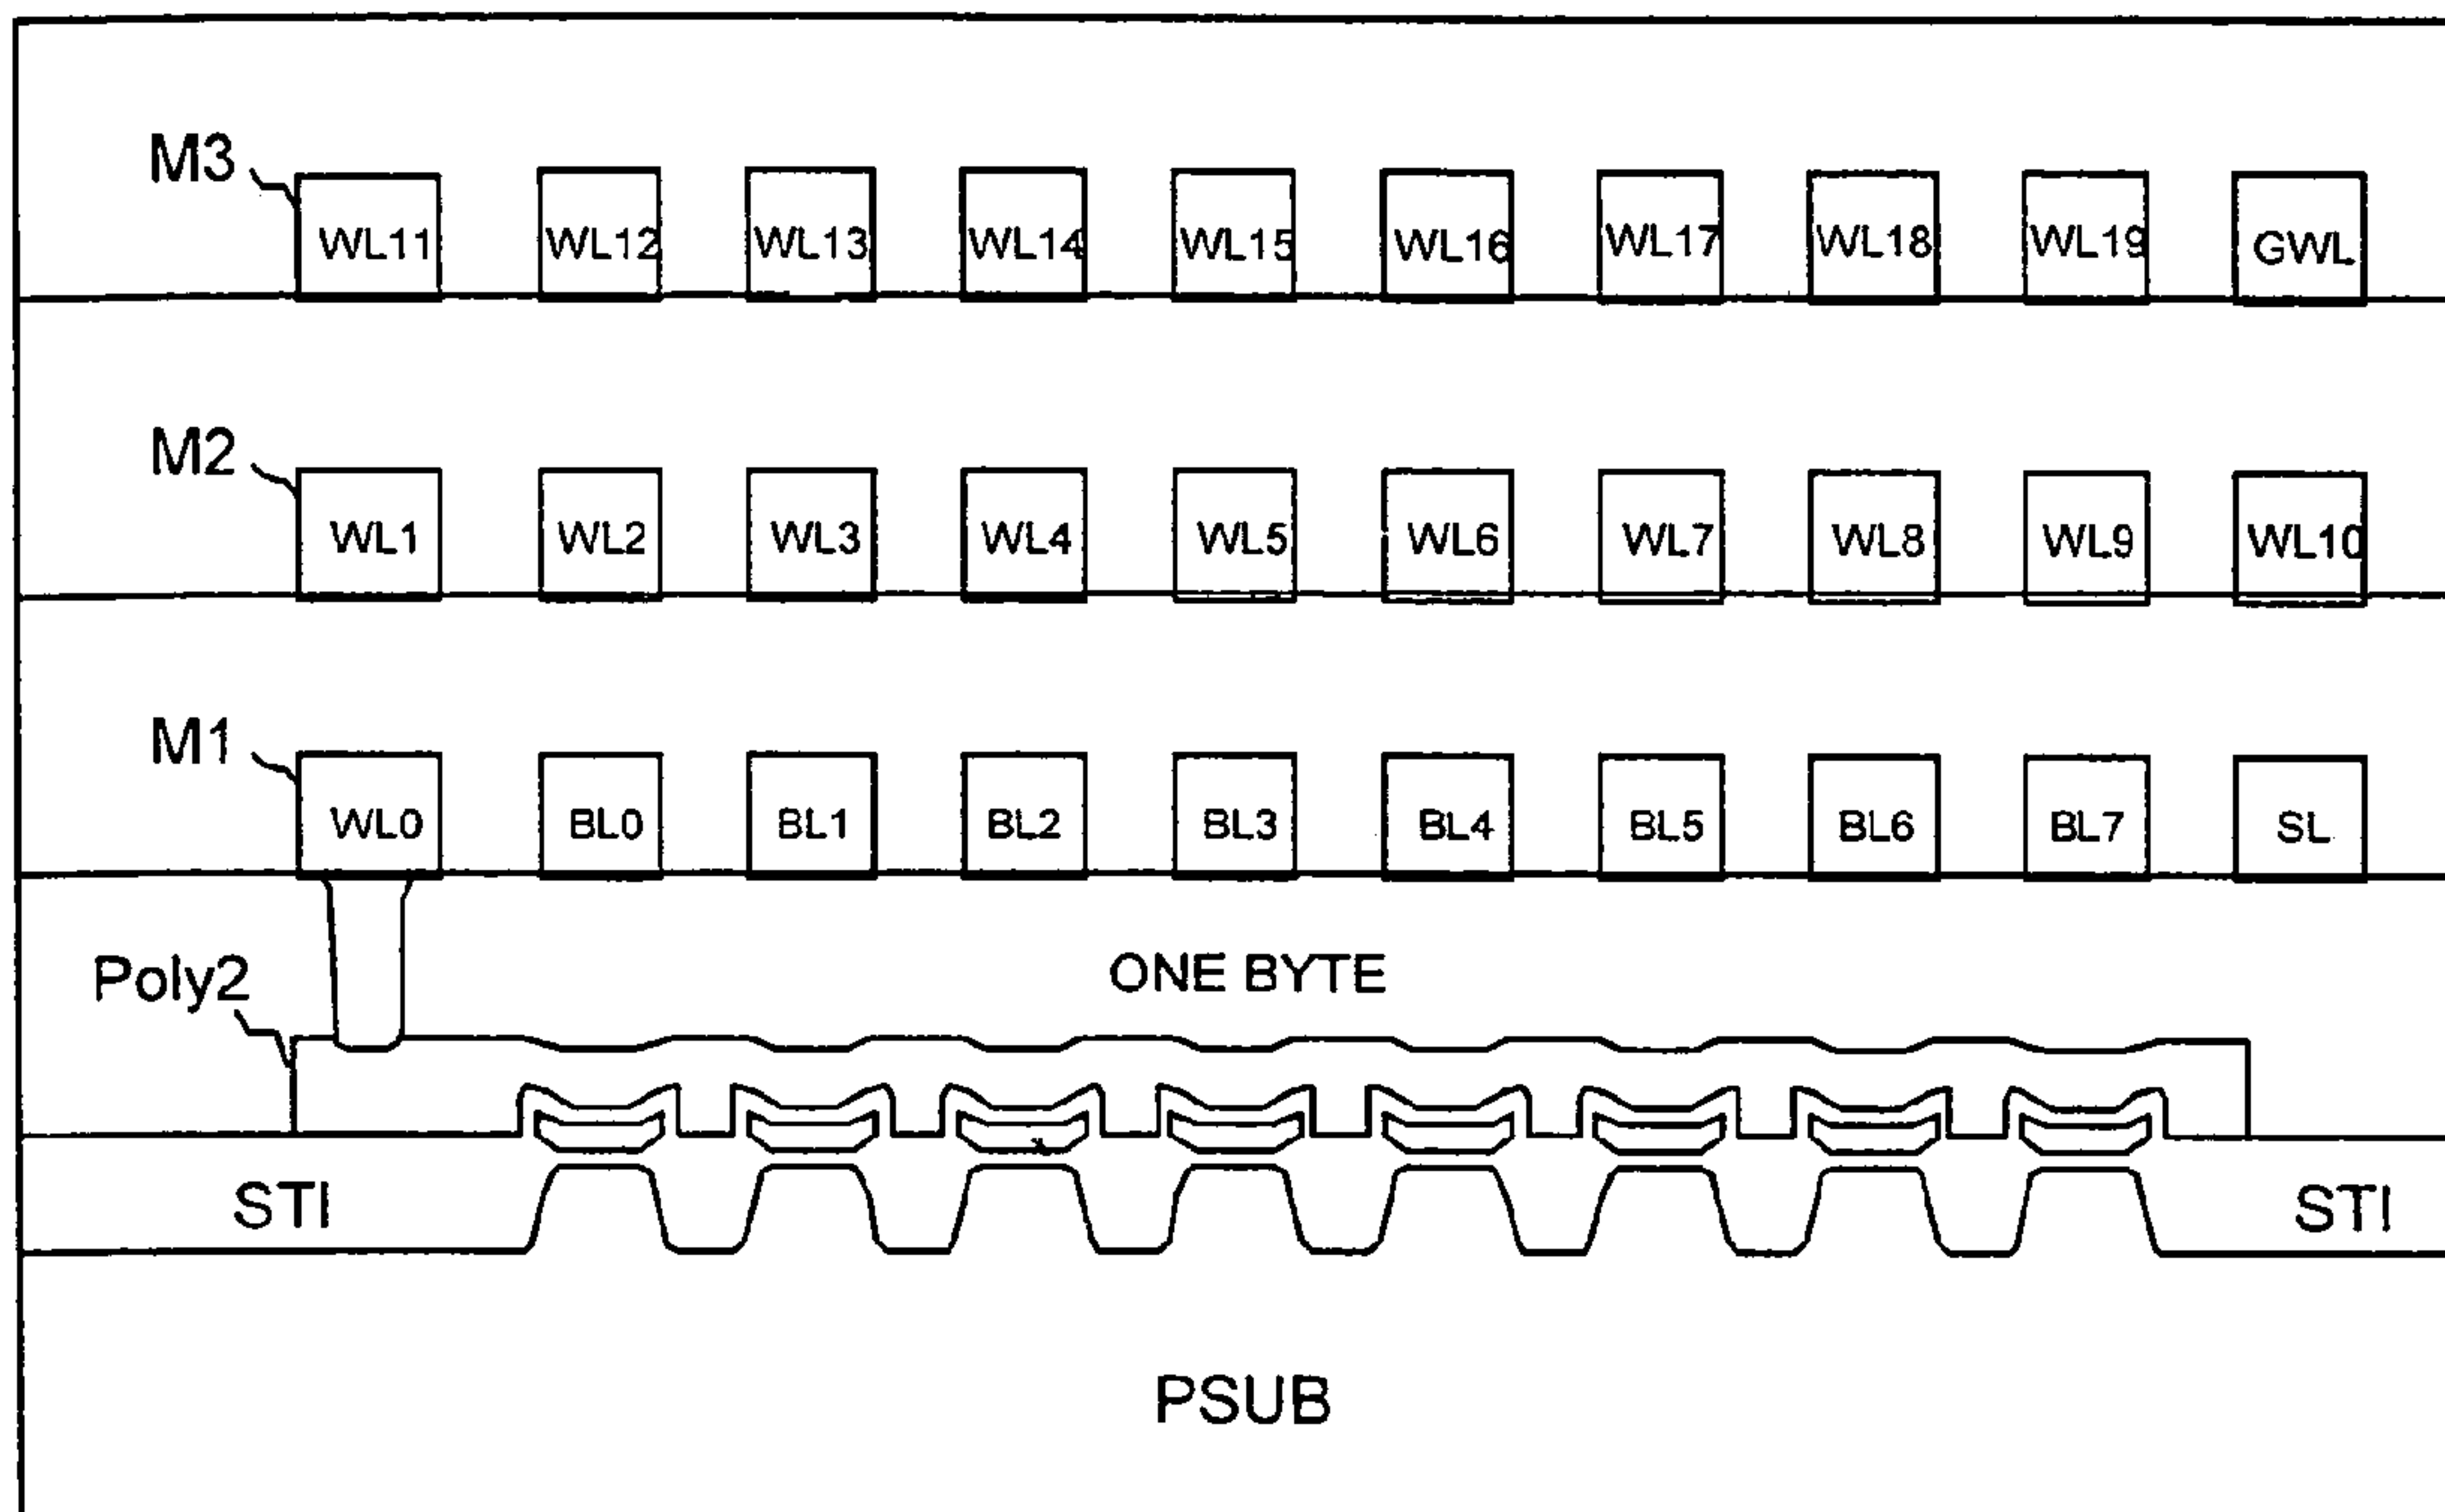 M3
WL11 WL12 WL13 WL14 WL15 WL16 WL17 WL18 WL19 GWL
M2
WL1 WL2 WL3 WL4 WL5 WL6 WL7 WL8 WL9 WL10
M1
WL0 BL0 BL1 BL2 BL3 BL4 BL5 BL6 BL7 SL
Poly2
ONE BYTE
STI STI
PSUB